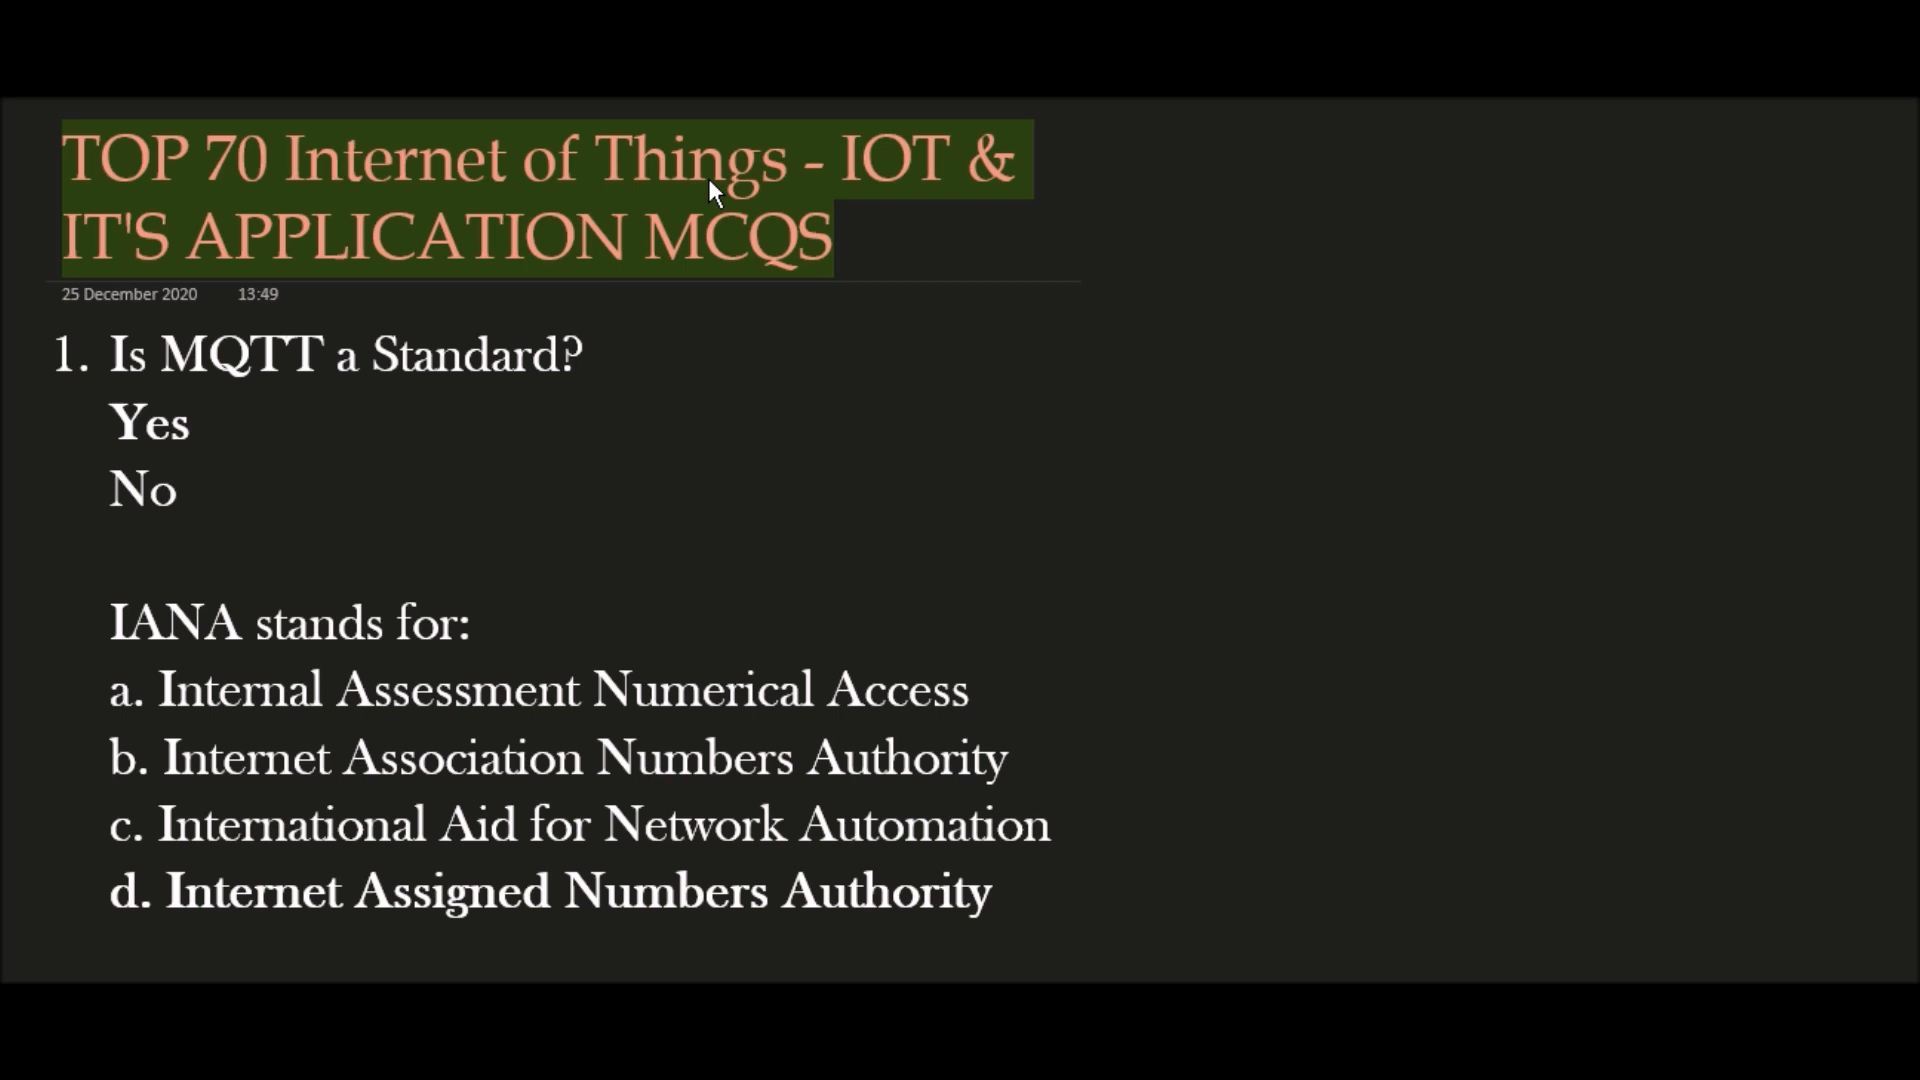 TOP 70 Internet of Things - IOT &
IT'S APPLICATION MCQS
25 December 2020 13:49
1. Is MQTT a Standard?
Yes
No
IANA stands for:
a. Internal Assessment Numerical Access
b. Internet Association Numbers Authority
c. International Aid for Network Automation
d. Internet Assigned Numbers Authority